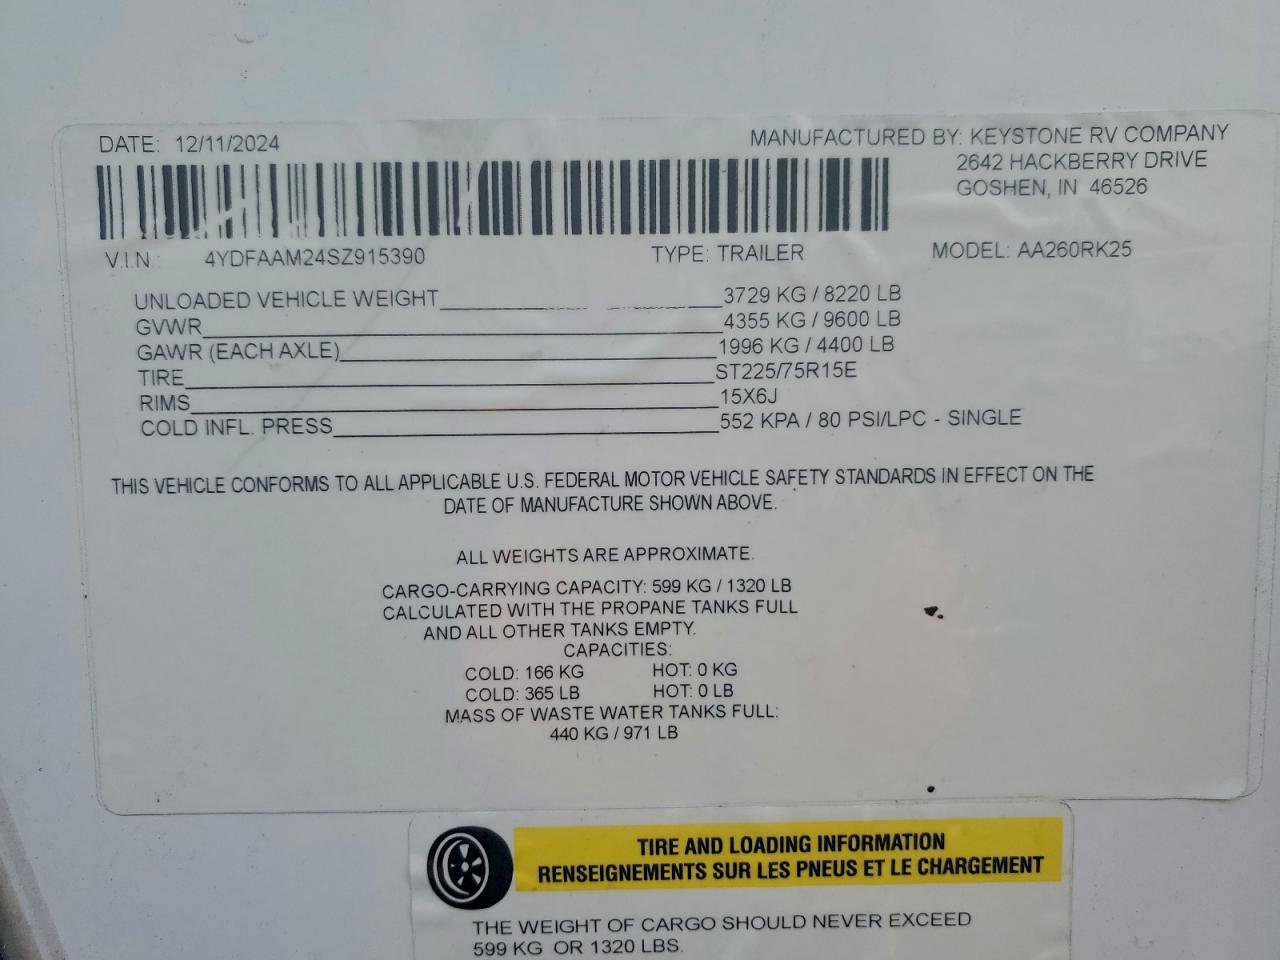 DATE: 12/11/2024
MANUFACTURED BY: KEYSTONE RV COMPANY
2642 HACKBERRY DRIVE
GOSHEN, IN 46526
V.I.N.: 4YDFAAM24SZ915390 TYPE: TRAILER MODEL: AA260RK25
UNLOADED VEHICLE WEIGHT 3729 KG / 8220 LB
GVWR 4355 KG / 9600 LB
GAWR (EACH AXLE) 1996 KG / 4400 LB
TIRE ST225/75R15E
RIMS 15X6J
COLD INFL. PRESS 552 KPA / 80 PSI/LPC - SINGLE
THIS VEHICLE CONFORMS TO ALL APPLICABLE U.S. FEDERAL MOTOR VEHICLE SAFETY STANDARDS IN EFFECT ON THE
DATE OF MANUFACTURE SHOWN ABOVE.
ALL WEIGHTS ARE APPROXIMATE.
CARGO-CARRYING CAPACITY: 599 KG / 1320 LB
CALCULATED WITH THE PROPANE TANKS FULL
AND ALL OTHER TANKS EMPTY.
CAPACITIES:
COLD: 166 KG HOT: 0 KG
COLD: 365 LB HOT: 0 LB
MASS OF WASTE WATER TANKS FULL:
440 KG / 971 LB
TIRE AND LOADING INFORMATION
RENSEIGNEMENTS SUR LES PNEUS ET LE CHARGEMENT
THE WEIGHT OF CARGO SHOULD NEVER EXCEED
599 KG OR 1320 LBS.